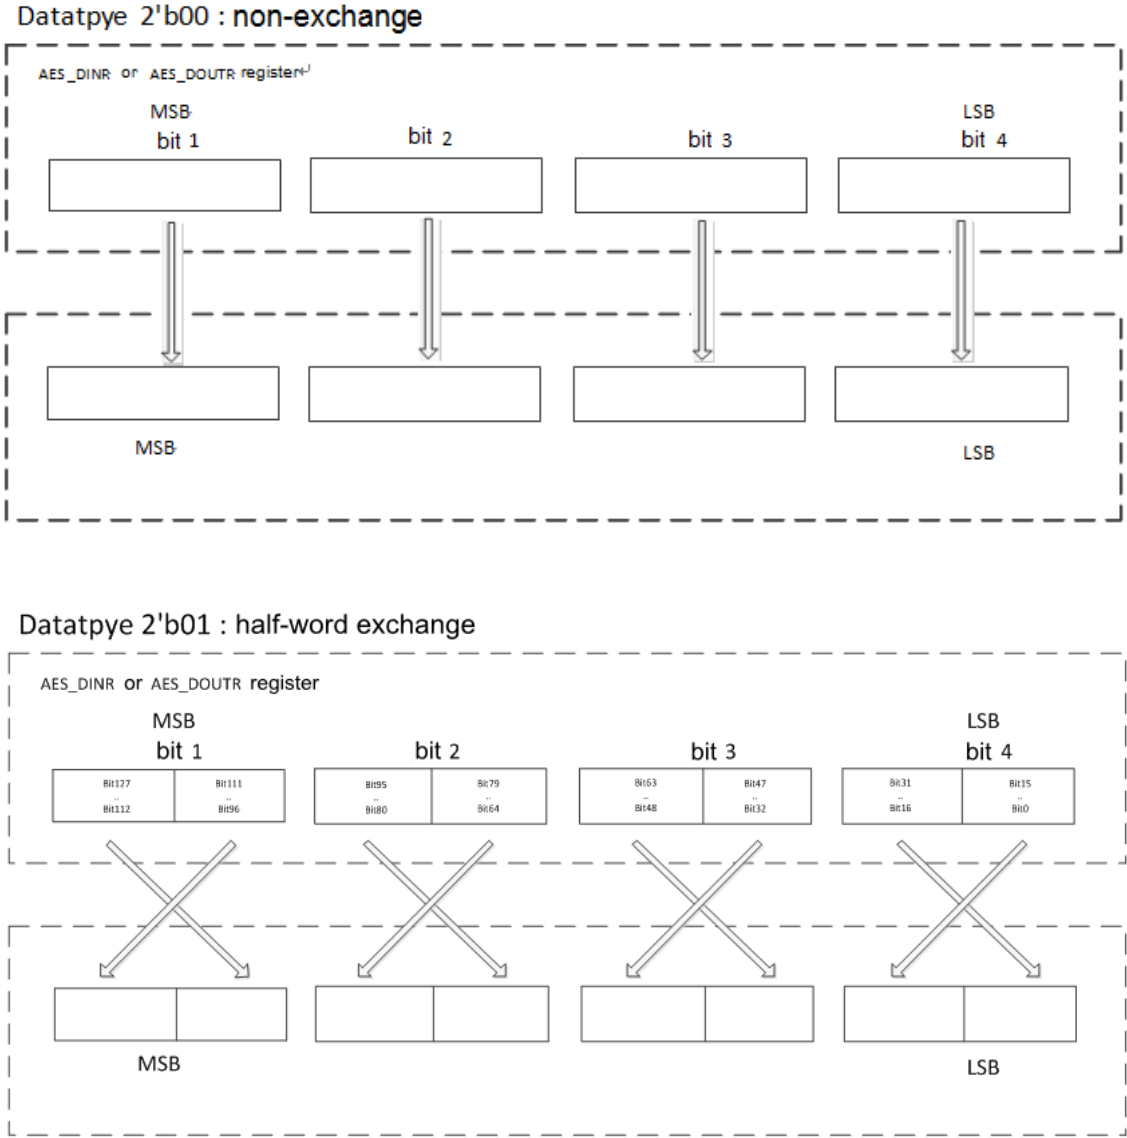 Datatpye 2'b00 : non-exchange
AES_DINR or AES_DOUTR register↵
MSB LSB
bit 1 bit 2 bit 3 bit 4
MSB LSB
Datatpye 2'b01 : half-word exchange
AES_DINR or AES_DOUTR register
MSB LSB
bit 1 bit 2 bit 3 bit 4
Bit127 Bit111 Bit95 Bit79 Bit63 Bit47 Bit31 Bit15
.. .. .. .. .. .. .. ..
Bit112 Bit96 Bit80 Bit64 Bit48 Bit32 Bit16 Bit0
MSB LSB